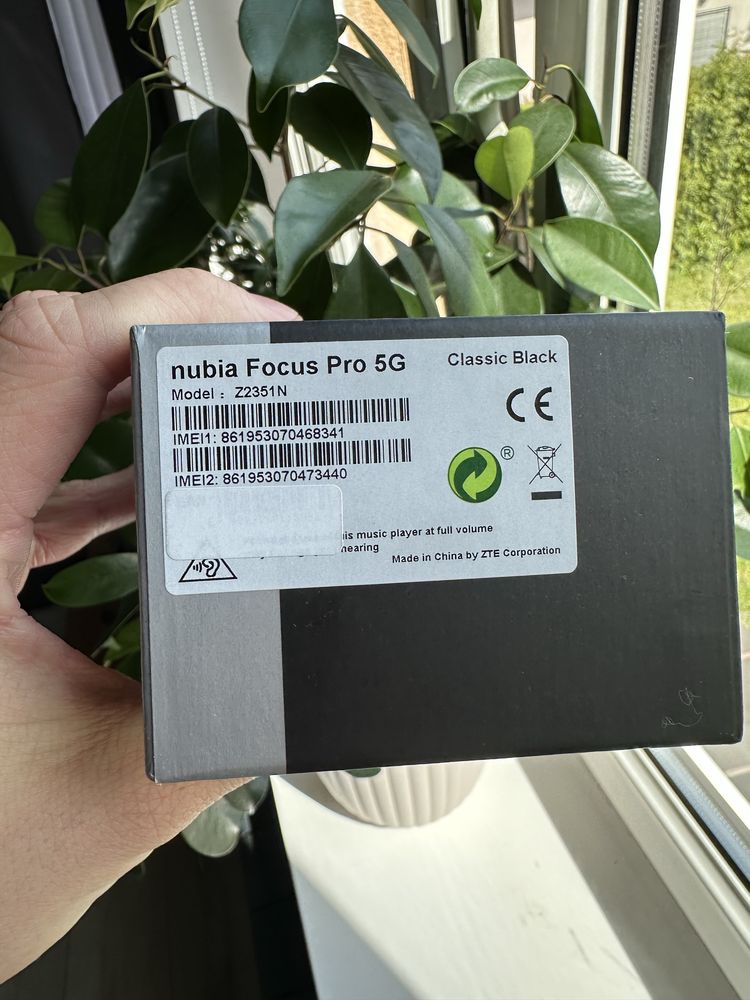 nubia Focus Pro 5G
Classic Black
Model : Z2351N
CE
IMEI1: 861953070468341
IMEI2: 861953070473440
®
is music player at full volume
hearing
Made in China by ZTE Corporation